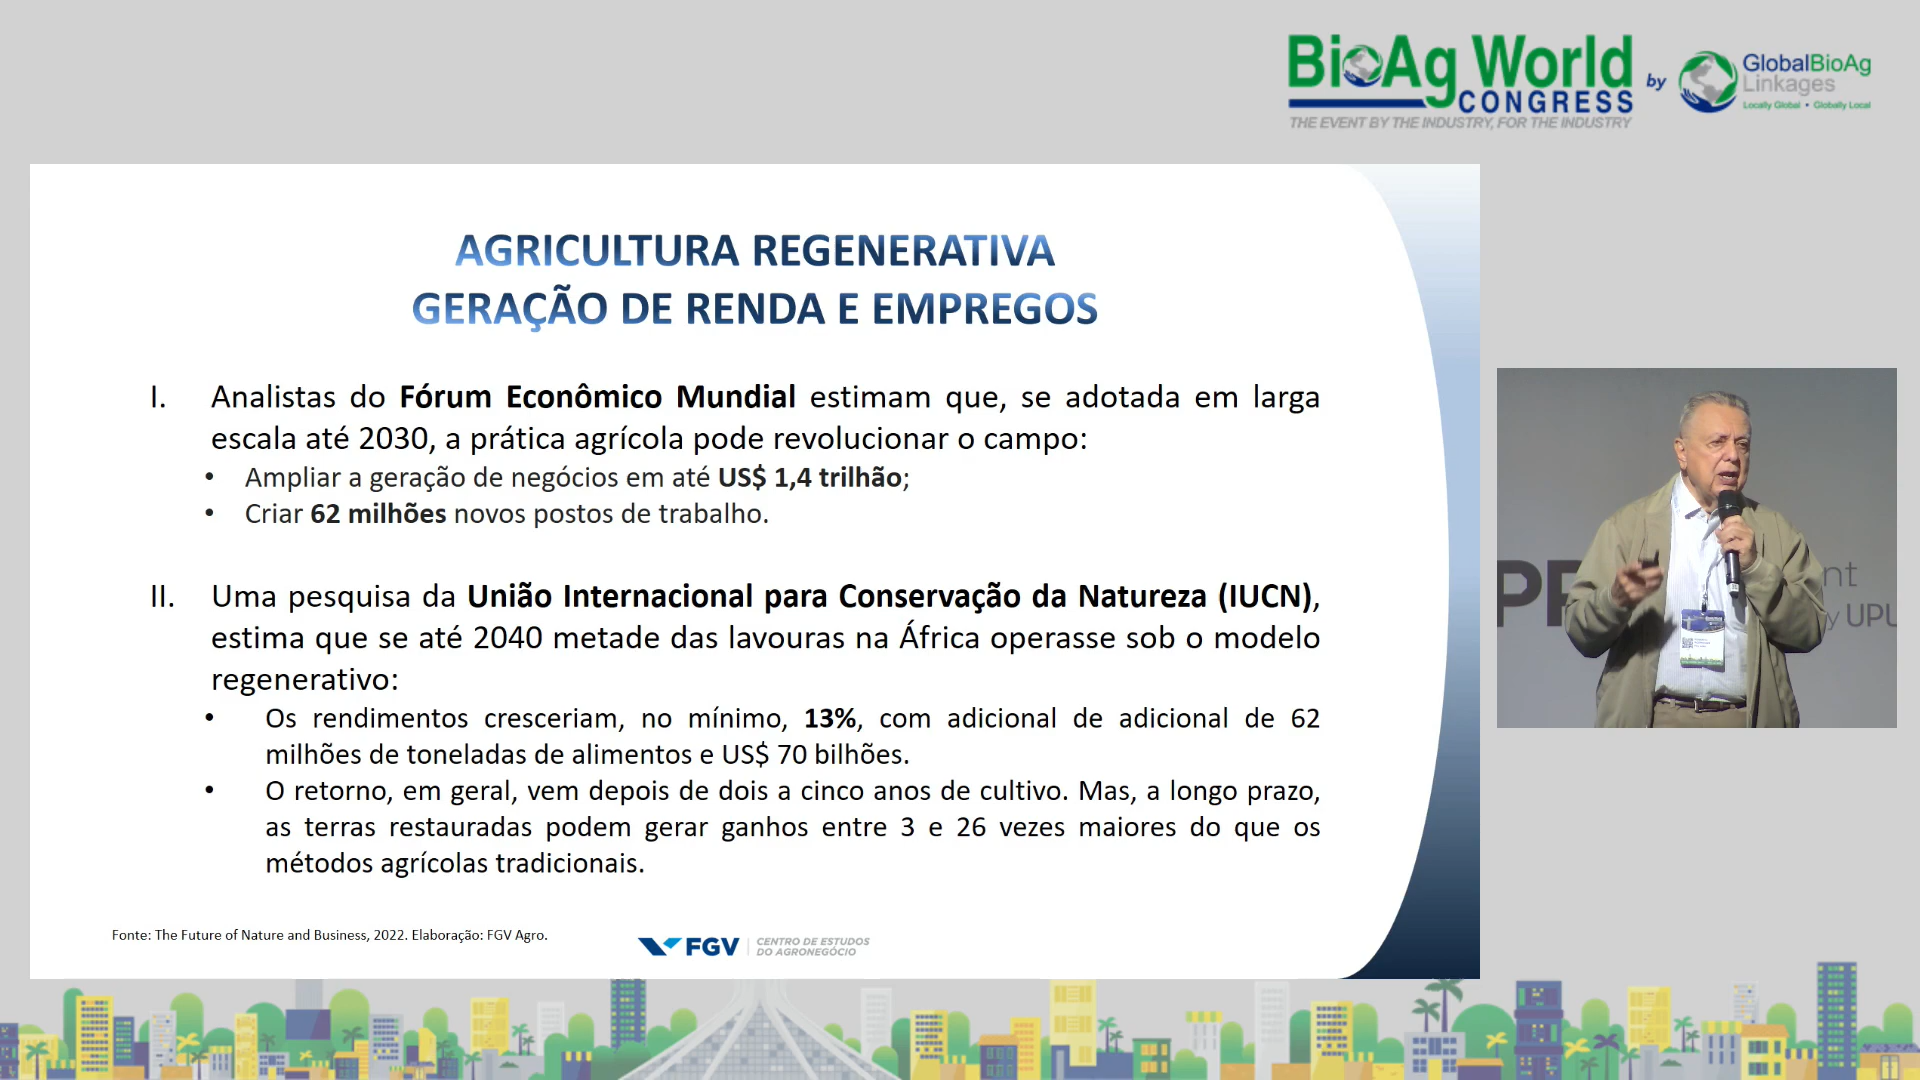 BioAg World
CONGRESS
THE EVENT BY THE INDUSTRY, FOR THE INDUSTRY
by
GlobalBioAg
Linkages
Locally Global • Globally Local
AGRICULTURA REGENERATIVA
GERAÇÃO DE RENDA E EMPREGOS
I. Analistas do Fórum Econômico Mundial estimam que, se adotada em larga
escala até 2030, a prática agrícola pode revolucionar o campo:
• Ampliar a geração de negócios em até US$ 1,4 trilhão;
• Criar 62 milhões novos postos de trabalho.
II. Uma pesquisa da União Internacional para Conservação da Natureza (IUCN),
estima que se até 2040 metade das lavouras na África operasse sob o modelo
regenerativo:
• Os rendimentos cresceriam, no mínimo, 13%, com adicional de adicional de 62
milhões de toneladas de alimentos e US$ 70 bilhões.
• O retorno, em geral, vem depois de dois a cinco anos de cultivo. Mas, a longo prazo,
as terras restauradas podem gerar ganhos entre 3 e 26 vezes maiores do que os
métodos agrícolas tradicionais.
Fonte: The Future of Nature and Business, 2022. Elaboração: FGV Agro.
FGV
CENTRO DE ESTUDOS
DO AGRONEGÓCIO
nt
y UPL